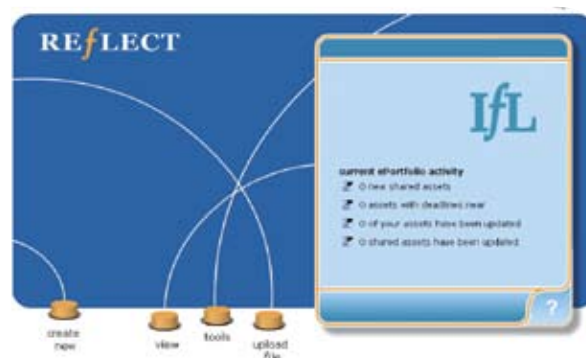 REfLECT
IfL
current ePortfolio activity
0 new shared assets
0 assets with deadlines near
0 of your assets have been updated
0 shared assets have been updated
?
create
new
view
tools
upload
file